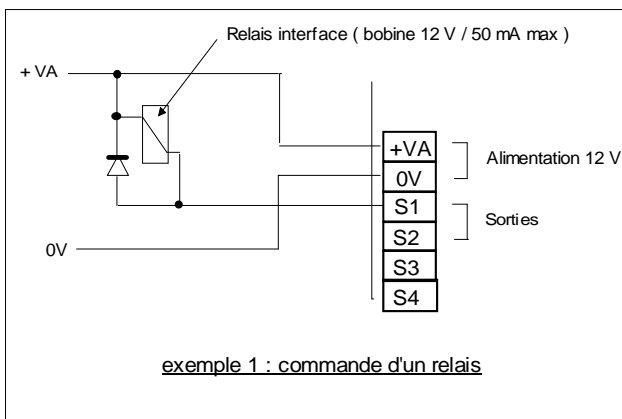 Relais interface ( bobine 12 V / 50 mA max )
+ VA
+VA
0V
Alimentation 12 V
S1
S2
Sorties
0V
S3
S4
exemple 1 : commande d'un relais